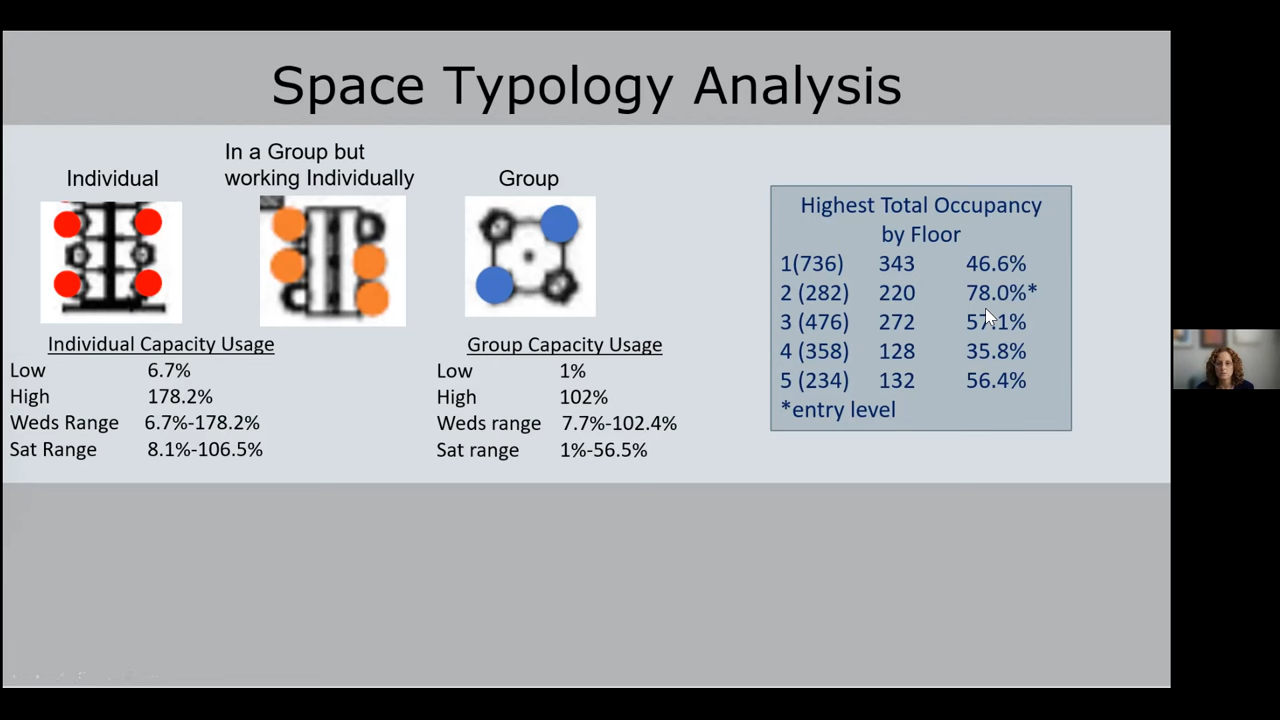 Space Typology Analysis
Individual
In a Group but
working Individually
Group
Individual Capacity Usage
Low 6.7%
High 178.2%
Weds Range 6.7%-178.2%
Sat Range 8.1%-106.5%
Group Capacity Usage
Low 1%
High 102%
Weds range 7.7%-102.4%
Sat range 1%-56.5%
Highest Total Occupancy
by Floor
1(736) 343 46.6%
2 (282) 220 78.0%*
3 (476) 272 57.1%
4 (358) 128 35.8%
5 (234) 132 56.4%
*entry level